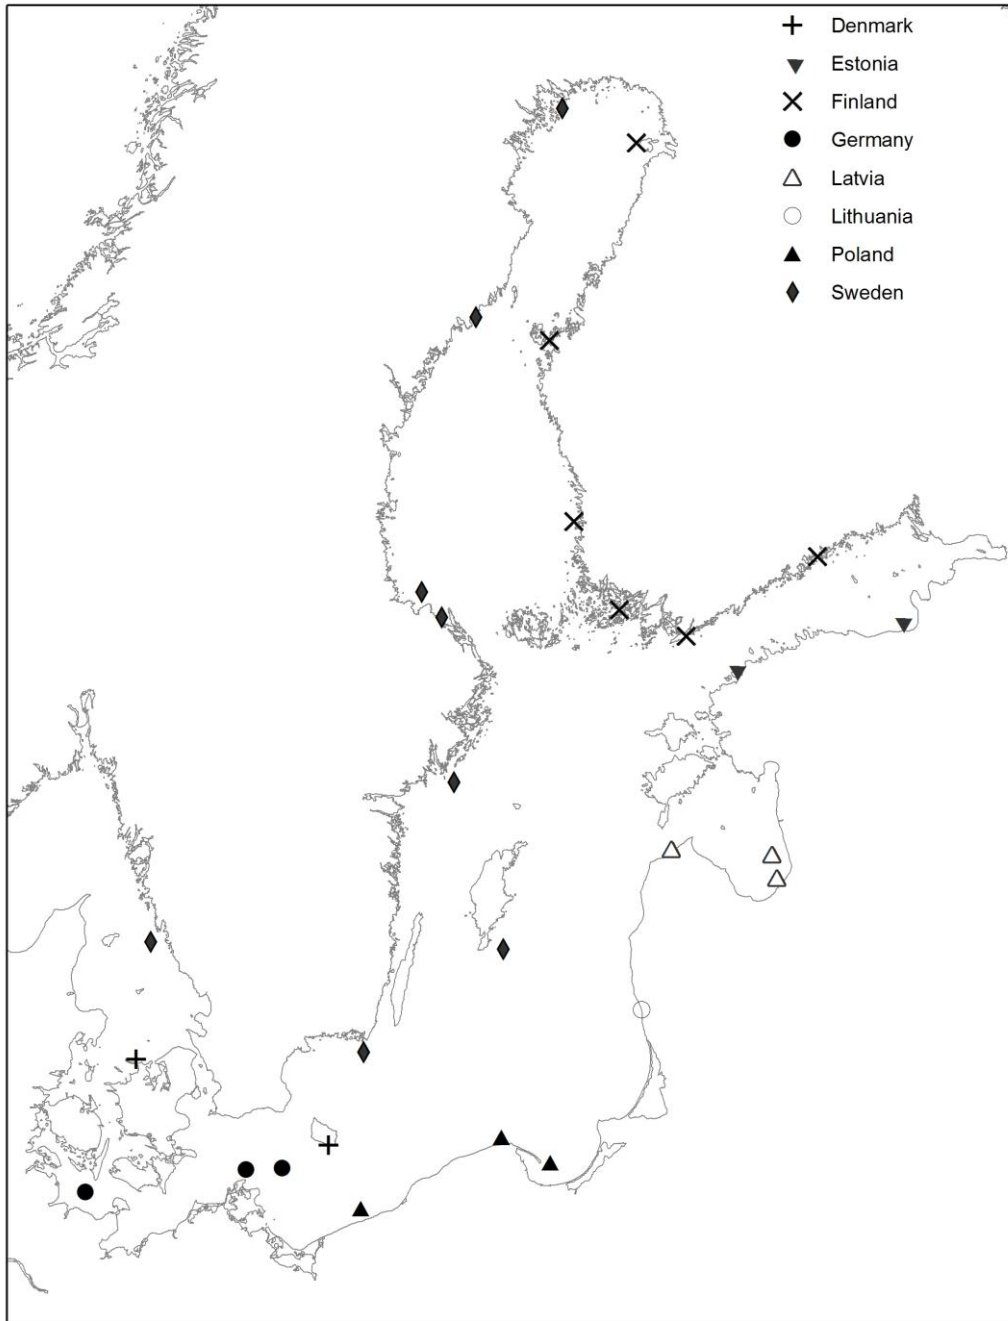 Denmark
Estonia
Finland
Germany
Latvia
Lithuania
Poland
Sweden